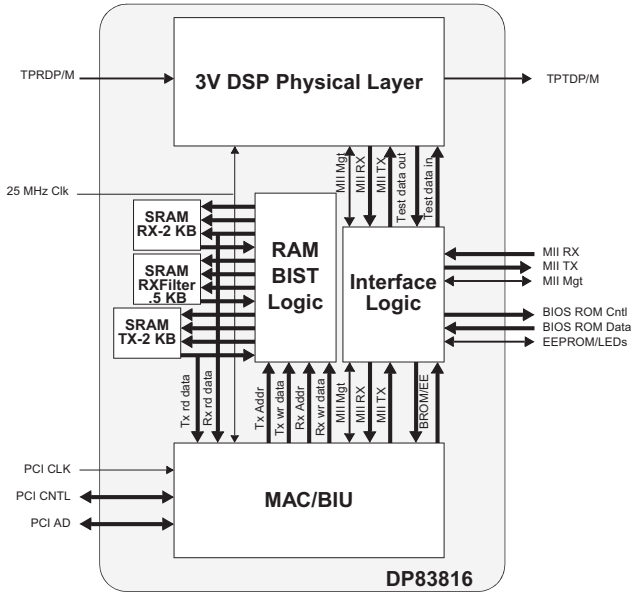 3V DSP Physical Layer
TPRDP/M
TPTDP/M
25 MHz Clk
MII Mgt
MII RX
MII TX
Test data out
Test data in
SRAM
RX-2 KB
SRAM
RXFilter
.5 KB
SRAM
TX-2 KB
RAM
BIST
Logic
Interface
Logic
MII RX
MII TX
MII Mgt
BIOS ROM Cntl
BIOS ROM Data
EEPROM/LEDs
Tx rd data
Rx rd data
Tx Addr
Tx wr data
Rx Addr
Rx wr data
MII Mgt
MII RX
MII TX
BROM/EE
PCI CLK
PCI CNTL
PCI AD
MAC/BIU
DP83816